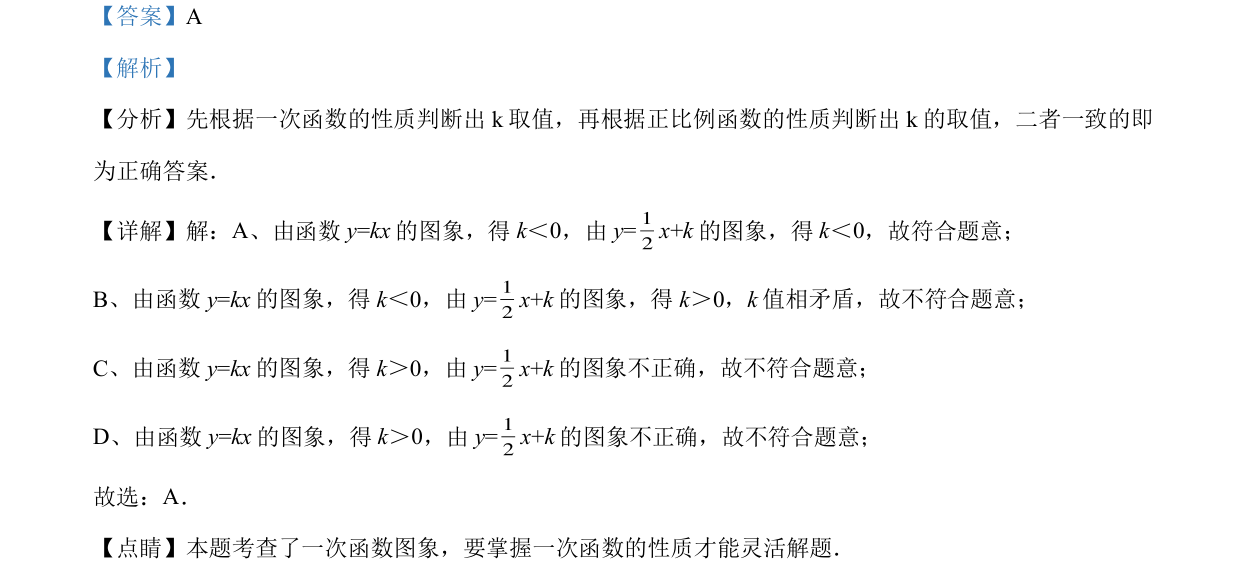 【答案】A
【解析】
【分析】先根据一次函数的性质判断出 k 取值，再根据正比例函数的性质判断出 k 的取值，二者一致的即
为正确答案．
【详解】解：A、由函数 y=kx 的图象，得 k＜0，由 y=\frac{1}{2}x+k 的图象，得 k＜0，故符合题意；
B、由函数 y=kx 的图象，得 k＜0，由 y=\frac{1}{2}x+k 的图象，得 k＞0，k 值相矛盾，故不符合题意；
C、由函数 y=kx 的图象，得 k＞0，由 y=\frac{1}{2}x+k 的图象不正确，故不符合题意；
D、由函数 y=kx 的图象，得 k＞0，由 y=\frac{1}{2}x+k 的图象不正确，故不符合题意；
故选：A．
【点睛】本题考查了一次函数图象，要掌握一次函数的性质才能灵活解题．